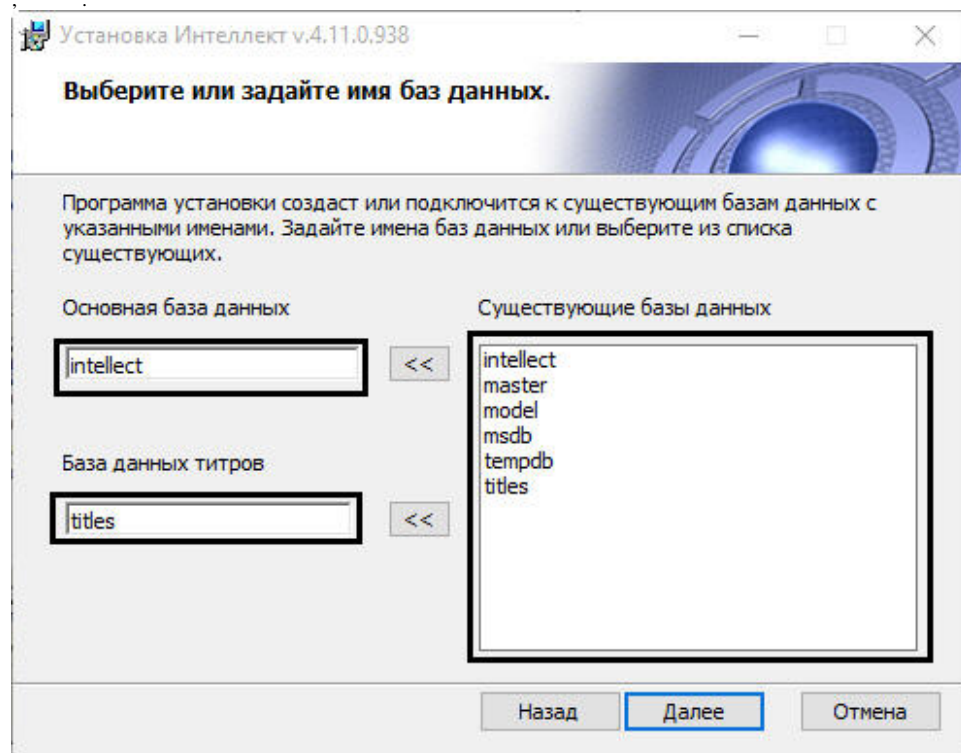 Установка Интеллект v.4.11.0.938
Выберите или задайте имя баз данных.
Программа установки создаст или подключится к существующим базам данных с
указанными именами. Задайте имена баз данных или выберите из списка
существующих.
Основная база данных
Существующие базы данных
intellect
<<
intellect
master
model
msdb
tempdb
titles
База данных титров
titles
<<
Назад
Далее
Отмена